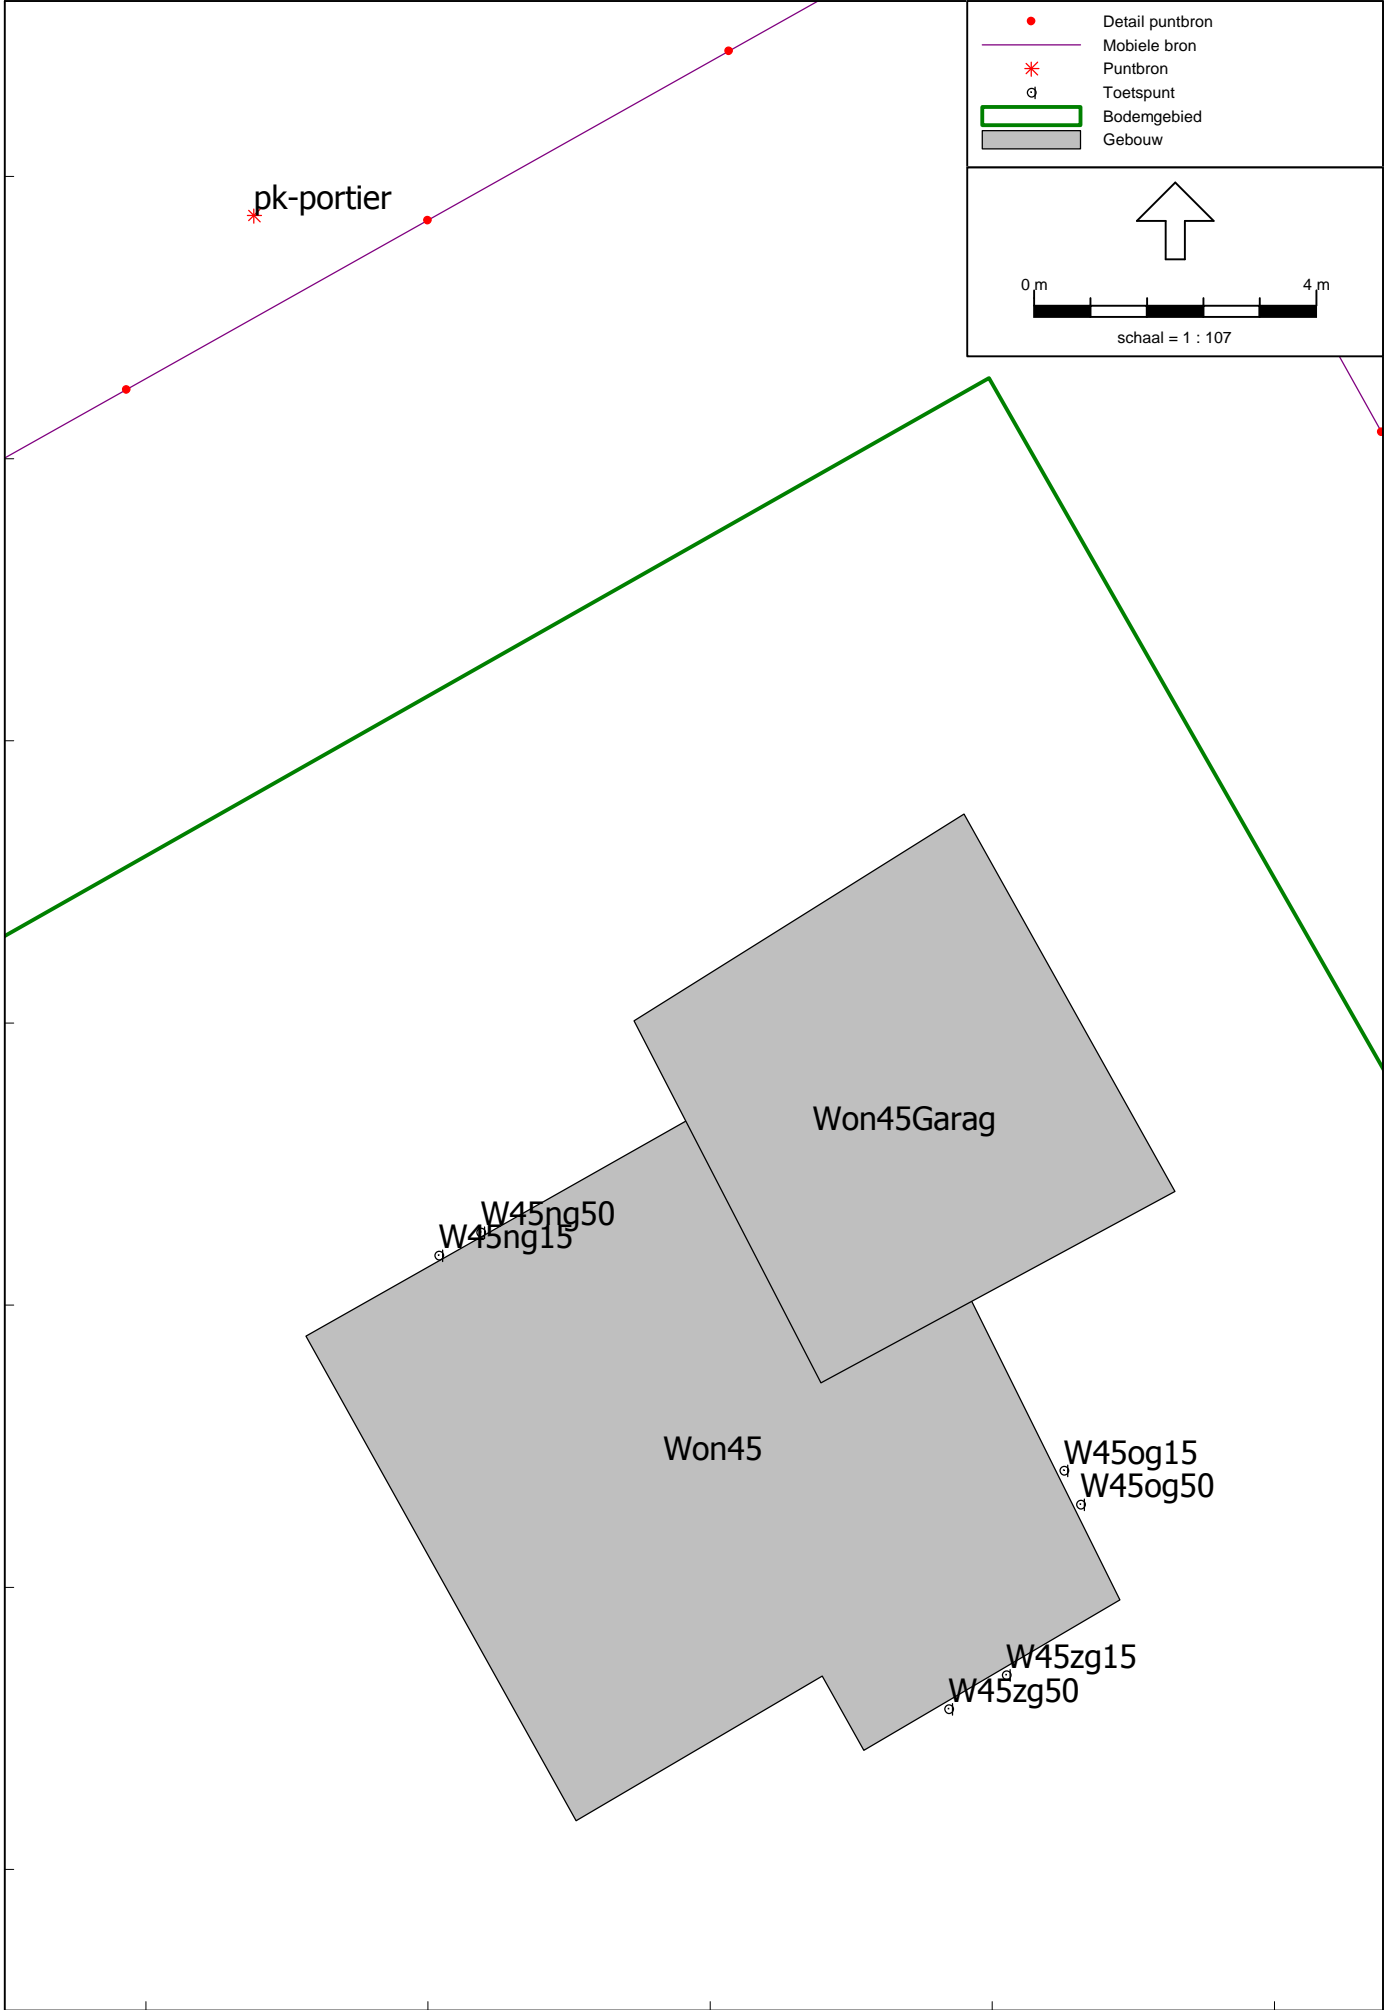 Detail puntbron
Mobiele bron
Puntbron
Toetspunt
Bodemgebied
Gebouw
pk-portier
0 m
4 m
schaal = 1 : 107
Won45Garag
W45ng50
W45ng15
Won45
W45og15
W45og50
W45zg15
W45zg50